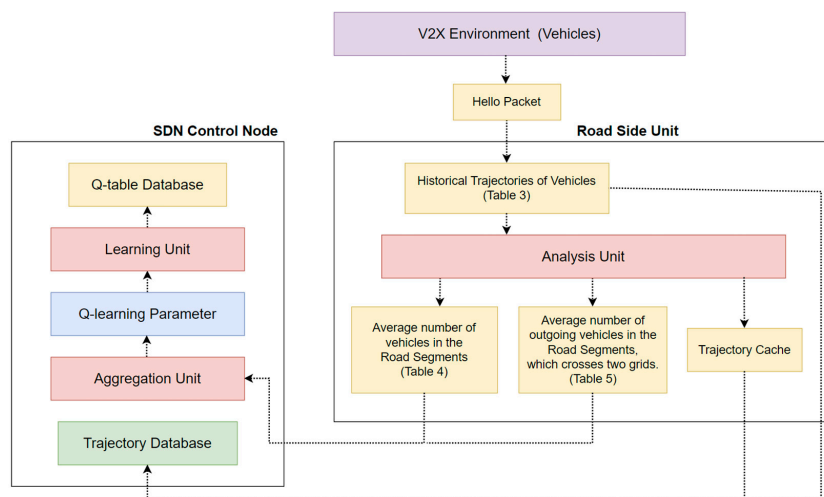 V2X Environment (Vehicles)
Hello Packet
SDN Control Node
Road Side Unit
Q-table Database
Learning Unit
Q-learning Parameter
Aggregation Unit
Trajectory Database
Historical Trajectories of Vehicles
(Table 3)
Analysis Unit
Average number of
vehicles in the
Road Segments
(Table 4)
Average number of
outgoing vehicles in the
Road Segments,
which crosses two grids.
(Table 5)
Trajectory Cache